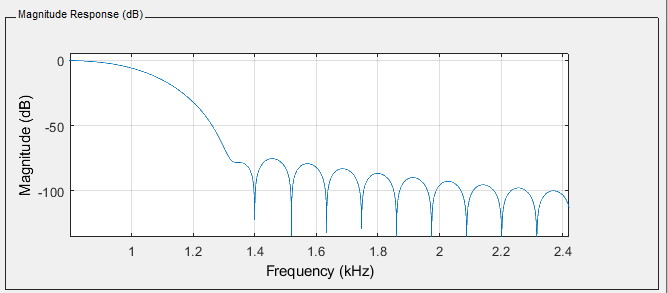 Magnitude Response (dB)
0
-50
-100
Magnitude (dB)
1 1.2 1.4 1.6 1.8 2 2.2 2.4
Frequency (kHz)